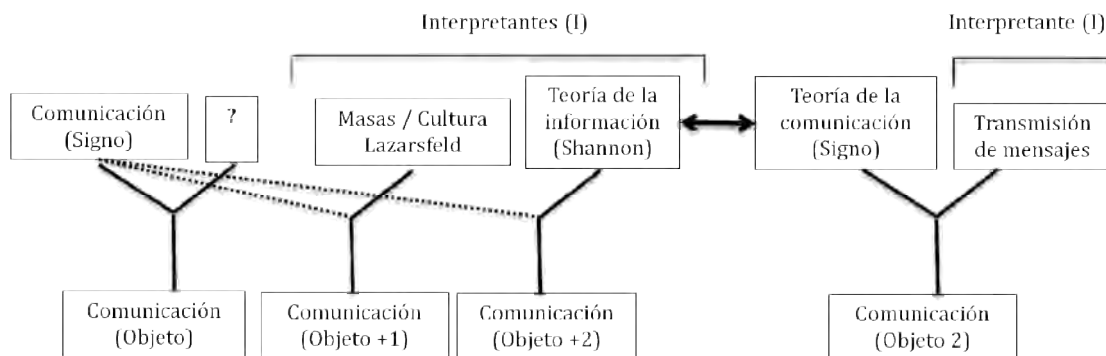 Interpretantes (I)
Interpretante (I)
Comunicación
(Signo)
?
Masas / Cultura
Lazarsfeld
Teoría de la
información
(Shannon)
Teoría de la
comunicación
(Signo)
Transmisión
de mensajes
Comunicación
(Objeto)
Comunicación
(Objeto +1)
Comunicación
(Objeto +2)
Comunicación
(Objeto 2)